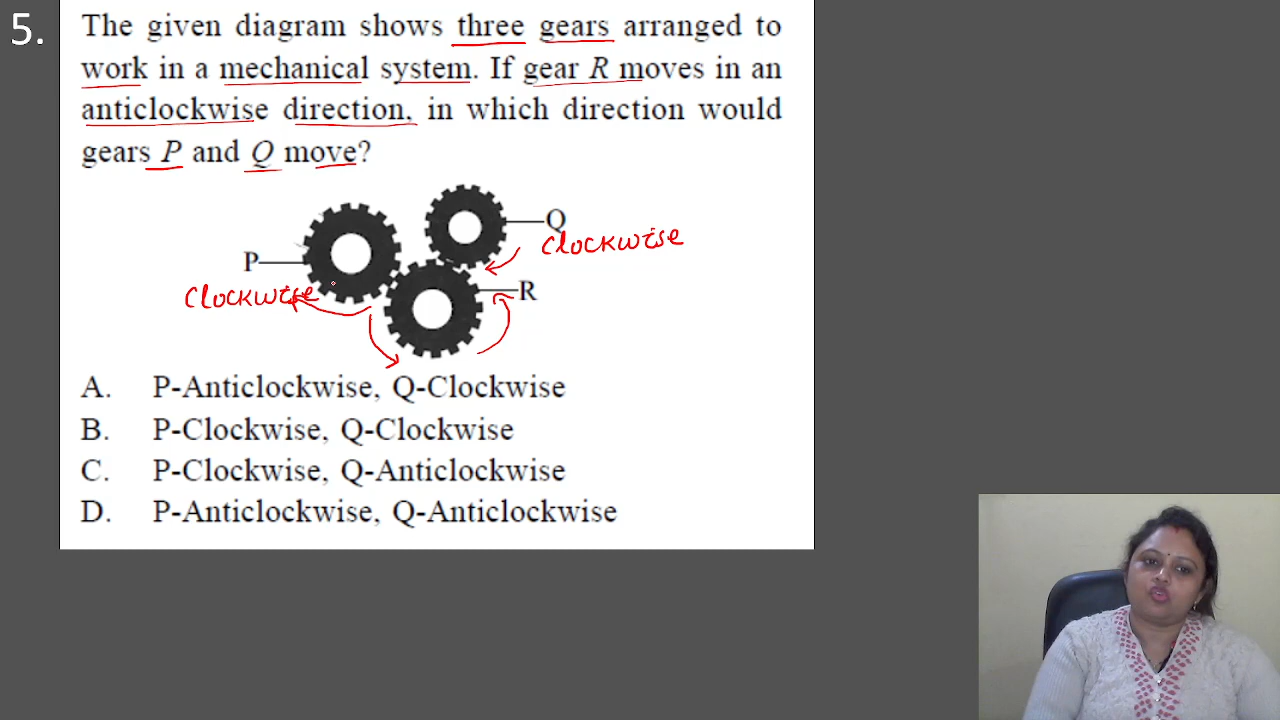 5.
The given diagram shows three gears arranged to
work in a mechanical system. If gear R moves in an
anticlockwise direction, in which direction would
gears P and Q move?
Q
Clockwise
P
Clockwise
R
A. P-Anticlockwise, Q-Clockwise
B. P-Clockwise, Q-Clockwise
C. P-Clockwise, Q-Anticlockwise
D. P-Anticlockwise, Q-Anticlockwise